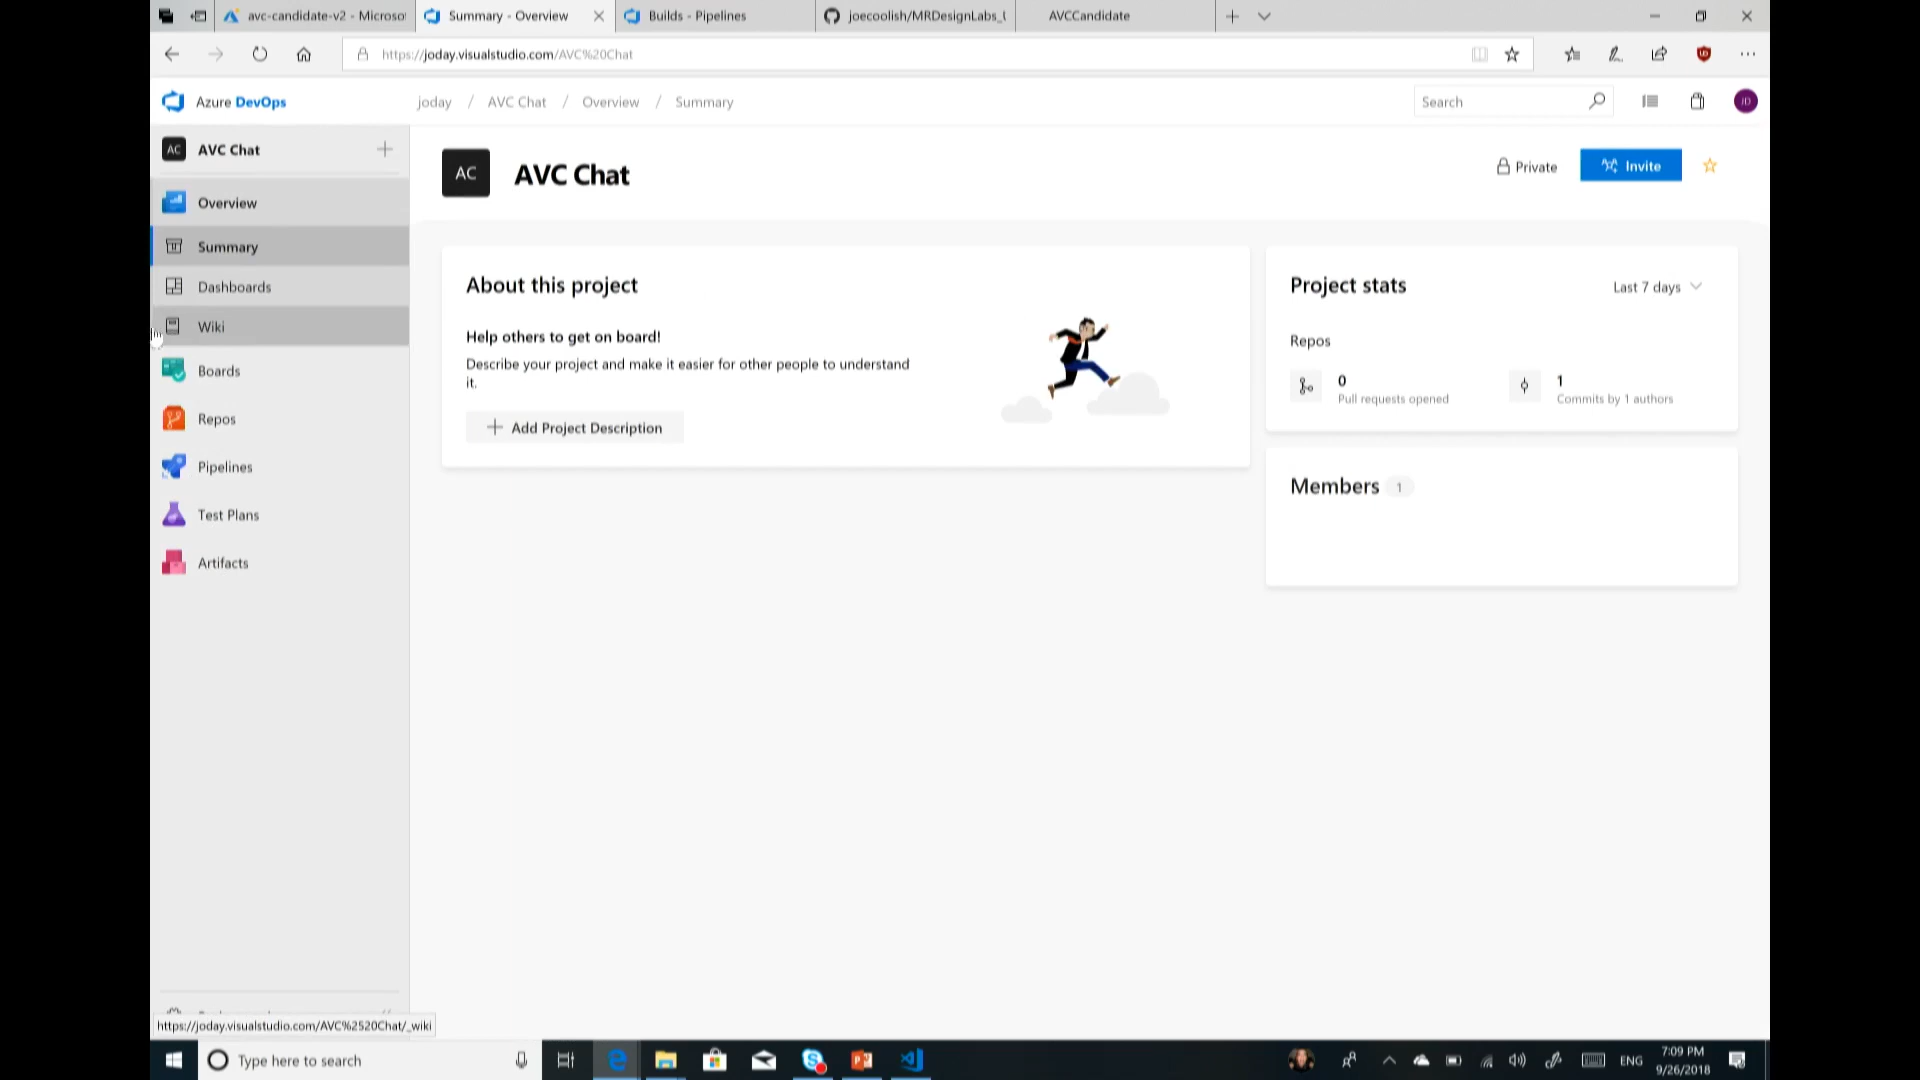 avc-candidate-v2 - Microsof
Summary - Overview
Builds - Pipelines
joecoolish/MRDesignLabs_U
AVCCandidate
https://joday.visualstudio.com/AVC%20Chat
Azure DevOps
joday / AVC Chat / Overview / Summary
Search
JD
AC AVC Chat
Overview
Summary
Dashboards
Wiki
Boards
Repos
Pipelines
Test Plans
Artifacts
https://joday.visualstudio.com/AVC%2520Chat/_wiki
AC AVC Chat
Private
Invite
About this project
Help others to get on board!
Describe your project and make it easier for other people to understand
it.
Add Project Description
Project stats
Last 7 days
Repos
0
Pull requests opened
1
Commits by 1 authors
Members 1
Type here to search
ENG
7:09 PM
9/26/2018